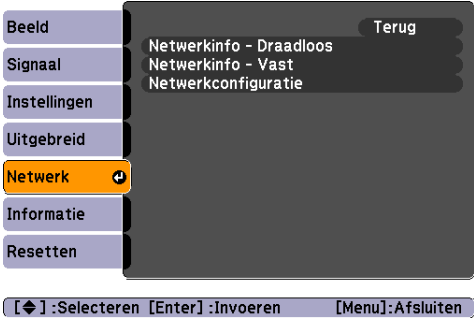 Beeld
Signaal
Instellingen
Uitgebreid
Netwerk
Informatie
Resetten
Terug
Netwerkinfo - Draadloos
Netwerkinfo - Vast
Netwerkconfiguratie
[◆] :Selecteren [Enter] :Invoeren [Menu]:Afsluiten